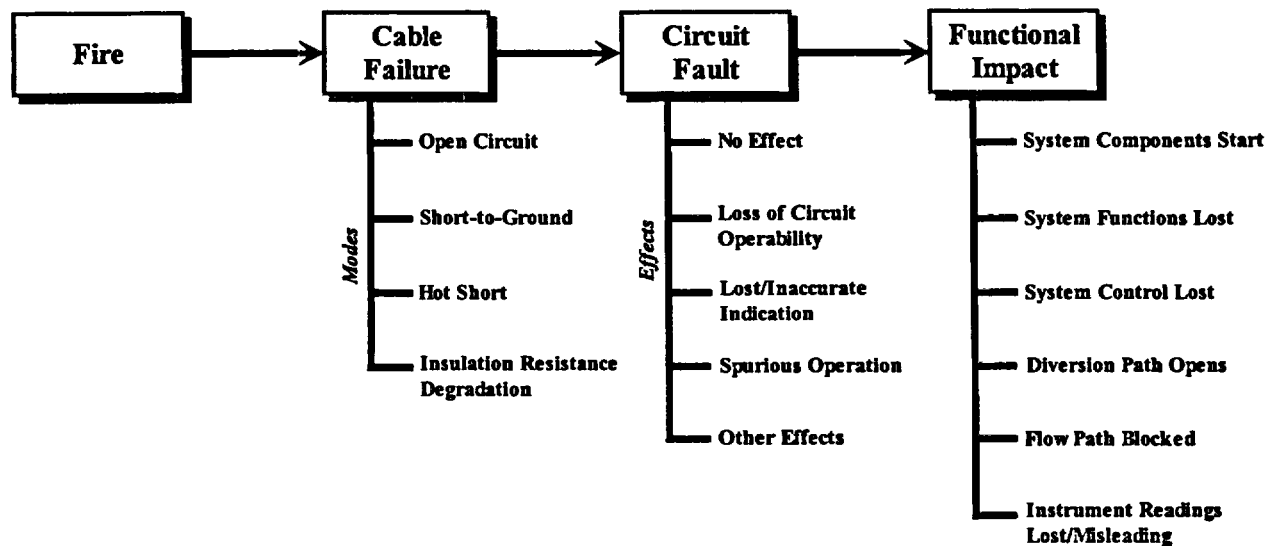 Fire
Cable
Failure
Circuit
Fault
Functional
Impact
Modes
Open Circuit
Short-to-Ground
Hot Short
Insulation Resistance
Degradation
Effects
No Effect
Loss of Circuit
Operability
Lost/Inaccurate
Indication
Spurious Operation
Other Effects
System Components Start
System Functions Lost
System Control Lost
Diversion Path Opens
Flow Path Blocked
Instrument Readings
Lost/Misleading